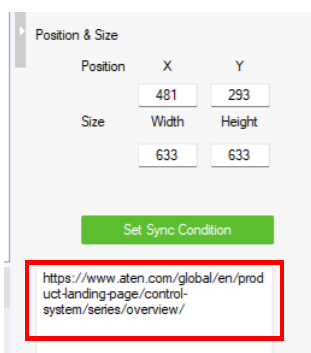 Position & Size
Position X Y
481 293
Size Width Height
633 633
Set Sync Condition
https://www.aten.com/global/en/prod
uct-landing-page/control-
system/series/overview/